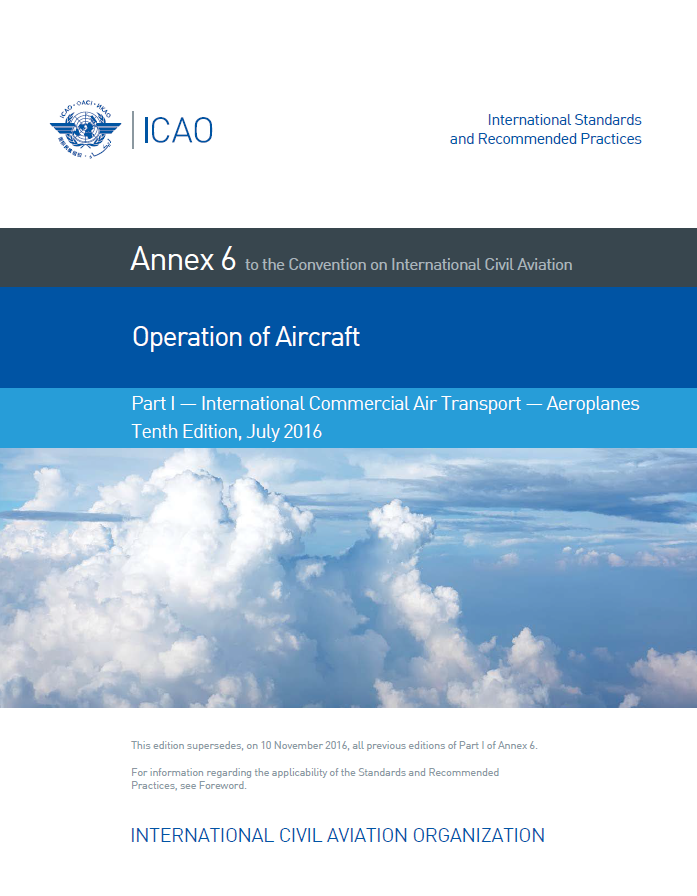 ICAO · OACI · ИКАО
ICAO
International Standards
and Recommended Practices
Annex 6 to the Convention on International Civil Aviation
Operation of Aircraft
Part I — International Commercial Air Transport — Aeroplanes
Tenth Edition, July 2016
This edition supersedes, on 10 November 2016, all previous editions of Part I of Annex 6.
For information regarding the applicability of the Standards and Recommended
Practices, see Foreword.
INTERNATIONAL CIVIL AVIATION ORGANIZATION